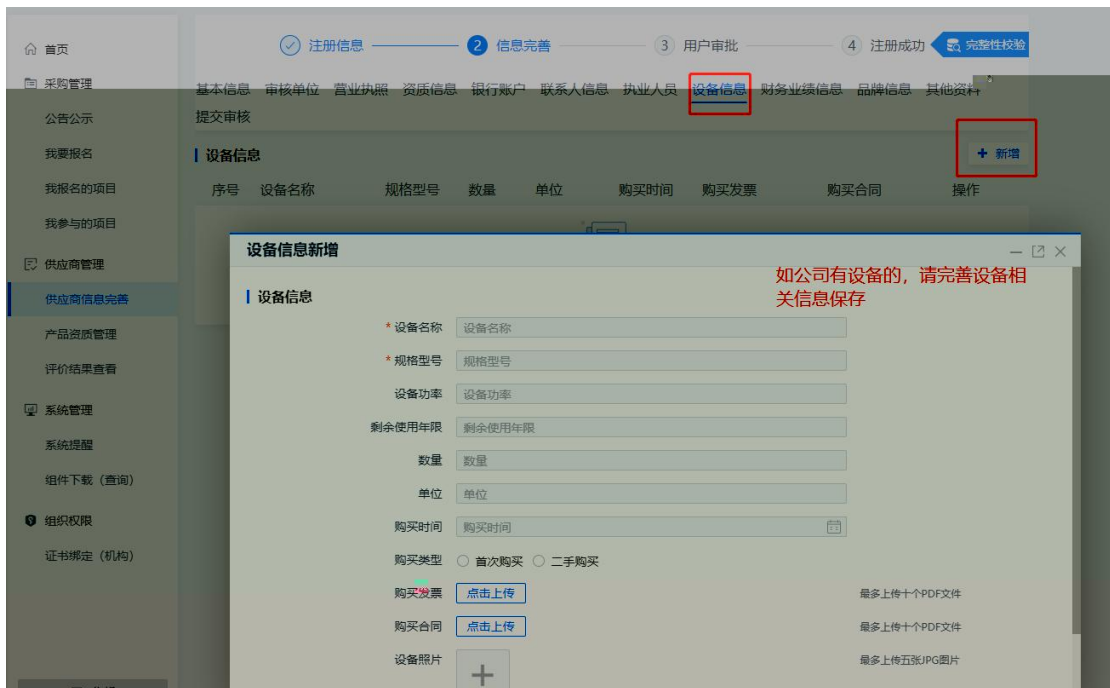 首页
采购管理
公告公示
我要报名
我报名的项目
我参与的项目
供应商管理
供应商信息完善
产品资质管理
评价结果查看
系统管理
系统提醒
组件下载（查询）
组织权限
证书绑定（机构）
注册信息 2 信息完善 3 用户审批 4 注册成功 完整性校验
基本信息 审核单位 营业执照 资质信息 银行账户 联系人信息 执业人员 设备信息 财务业绩信息 品牌信息 其他资料
提交审核
设备信息 + 新增
序号 设备名称 规格型号 数量 单位 购买时间 购买发票 购买合同 操作
设备信息新增
如公司有设备的，请完善设备相
关信息保存
设备信息
* 设备名称 设备名称
* 规格型号 规格型号
设备功率 设备功率
剩余使用年限 剩余使用年限
数量 数量
单位 单位
购买时间 购买时间
购买类型 首次购买 二手购买
购买发票 点击上传 最多上传十个PDF文件
购买合同 点击上传 最多上传十个PDF文件
设备照片 最多上传五张JPG图片